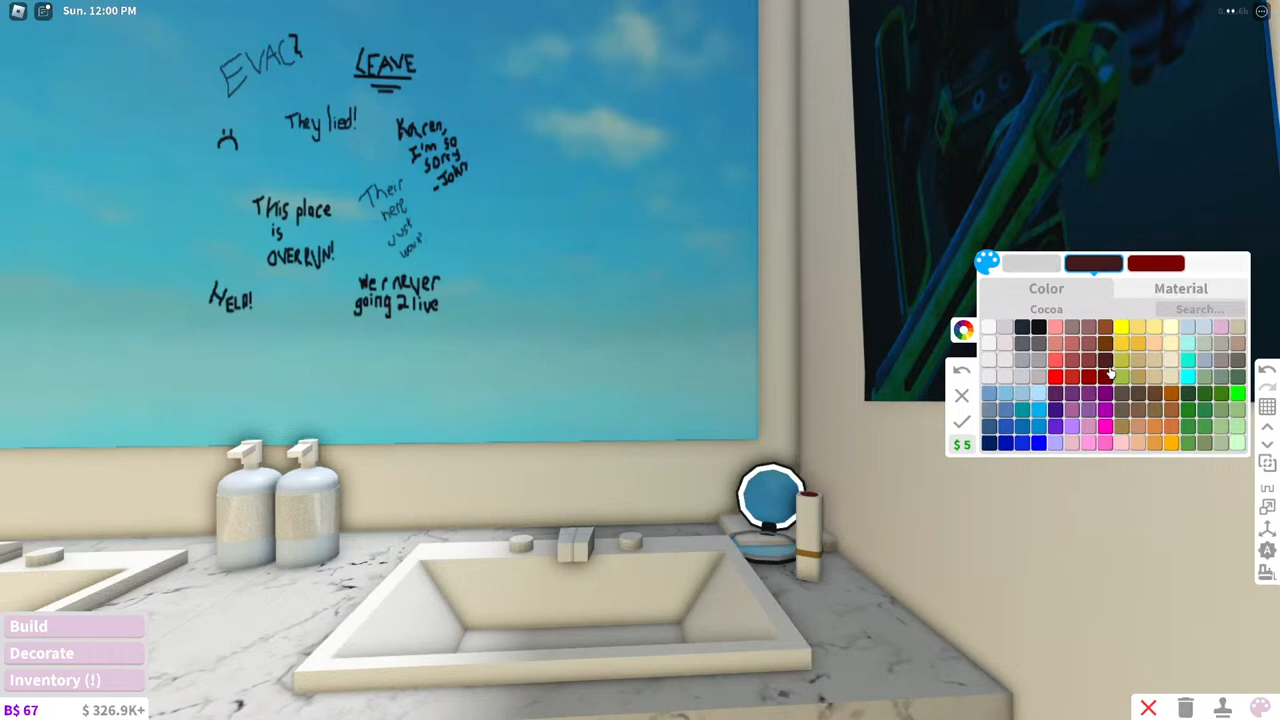 Sun. 12:00 PM
EVAC?
LEAVE
They lied!
Karen,
I'm so
sorry
-John
This place
is
OVERRUN!
Their
here
Just
HELP!
We r never
going 2 live
Color
Material
Cocoa
Search...
$ 5
Build
Decorate
Inventory (!)
B$ 67
$ 326.9K+